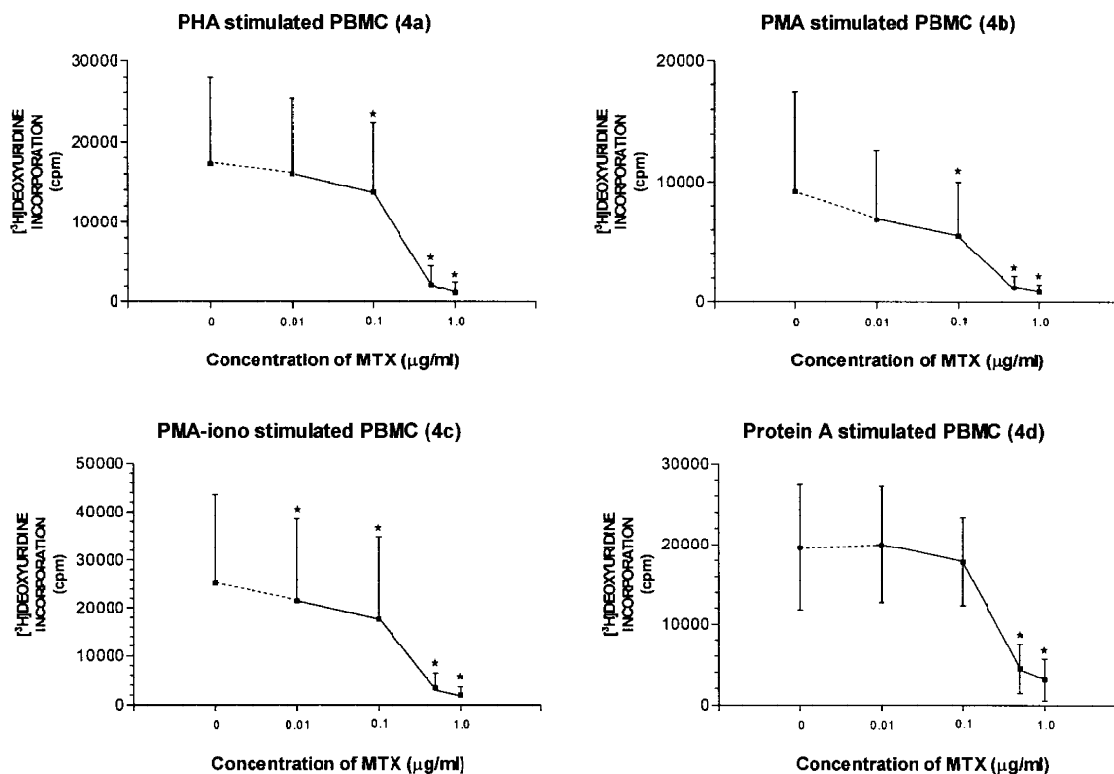 PHA stimulated PBMC (4a)
30000
20000
10000
0
[³H]DEOXYURIDINE
INCORPORATION
(cpm)
★
★
★
0 0.01 0.1 1.0
Concentration of MTX (μg/ml)
PMA stimulated PBMC (4b)
20000
10000
0
[³H]DEOXYURIDINE
INCORPORATION
(cpm)
★
★
★
0 0.01 0.1 1.0
Concentration of MTX (μg/ml)
PMA-iono stimulated PBMC (4c)
50000
40000
30000
20000
10000
0
[³H]DEOXYURIDINE
INCORPORATION
(cpm)
★
★
★
★
0 0.01 0.1 1.0
Concentration of MTX (μg/ml)
Protein A stimulated PBMC (4d)
30000
20000
10000
0
[³H]DEOXYURIDINE
INCORPORATION
(cpm)
★
★
0 0.01 0.1 1.0
Concentration of MTX (μg/ml)